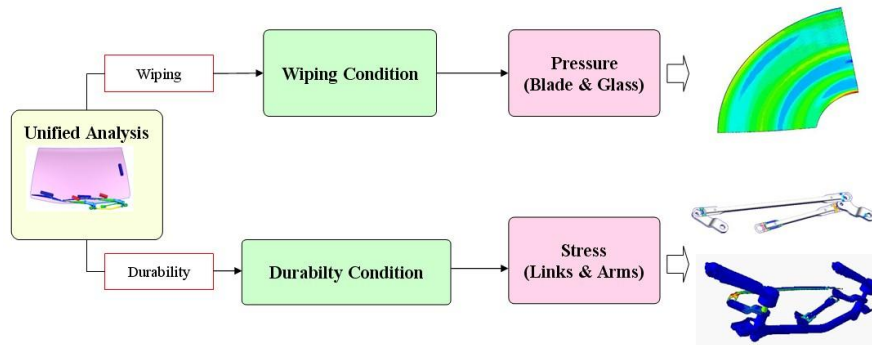 Unified Analysis
Wiping
Wiping Condition
Pressure
(Blade & Glass)
Durability
Durabilty Condition
Stress
(Links & Arms)